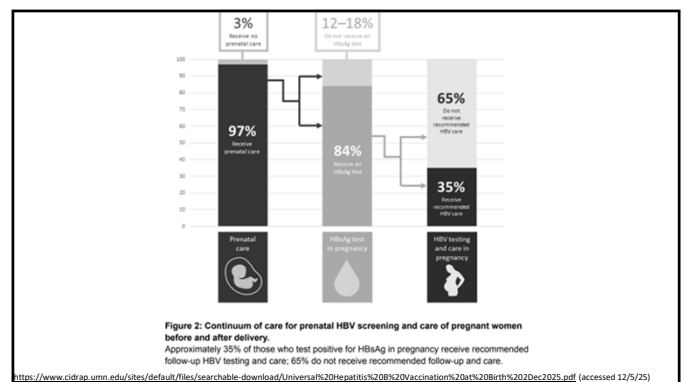 3%
Receive no
prenatal care
12–18%
Do not receive an
HBsAg test
100
90
80
70
60
50
40
30
20
10
0
97%
Receive
prenatal care
84%
Receive an
HBsAg test
65%
Do not
receive
recommended
HBV care
35%
Receive
recommended
HBV care
Prenatal
care
HBsAg test
in pregnancy
HBV testing
and care in
pregnancy
Figure 2: Continuum of care for prenatal HBV screening and care of pregnant women
before and after delivery.
Approximately 35% of those who test positive for HBsAg in pregnancy receive recommended
follow-up HBV testing and care; 65% do not receive recommended follow-up and care.
https://www.cidrap.umn.edu/sites/default/files/searchable-download/Universal%20Hepatitis%20B%20Vaccination%20at%20Birth%202Dec2025.pdf (accessed 12/5/25)